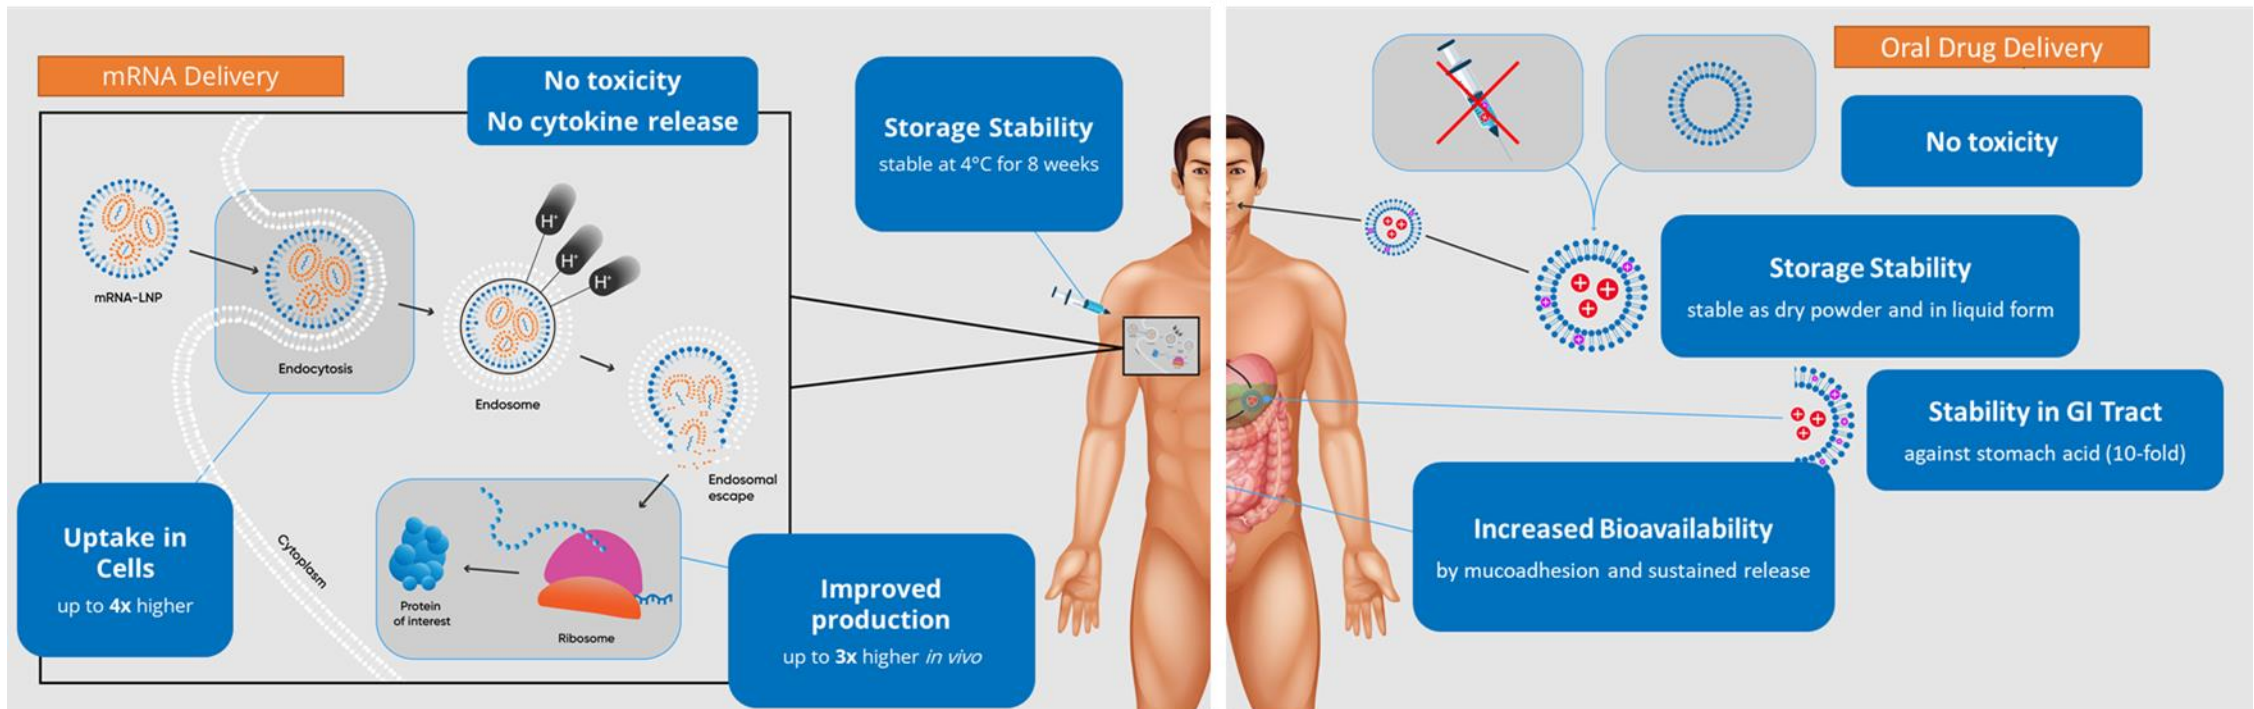 mRNA Delivery
No toxicity
No cytokine release
mRNA-LNP
Endocytosis
H⁺
H⁺
H⁺
Endosome
Endosomal
escape
Uptake in
Cells
up to 4x higher
Cytoplasm
Protein
of interest
Ribosome
Improved
production
up to 3x higher in vivo
Storage Stability
stable at 4°C for 8 weeks
Oral Drug Delivery
No toxicity
Storage Stability
stable as dry powder and in liquid form
Stability in GI Tract
against stomach acid (10-fold)
Increased Bioavailability
by mucoadhesion and sustained release